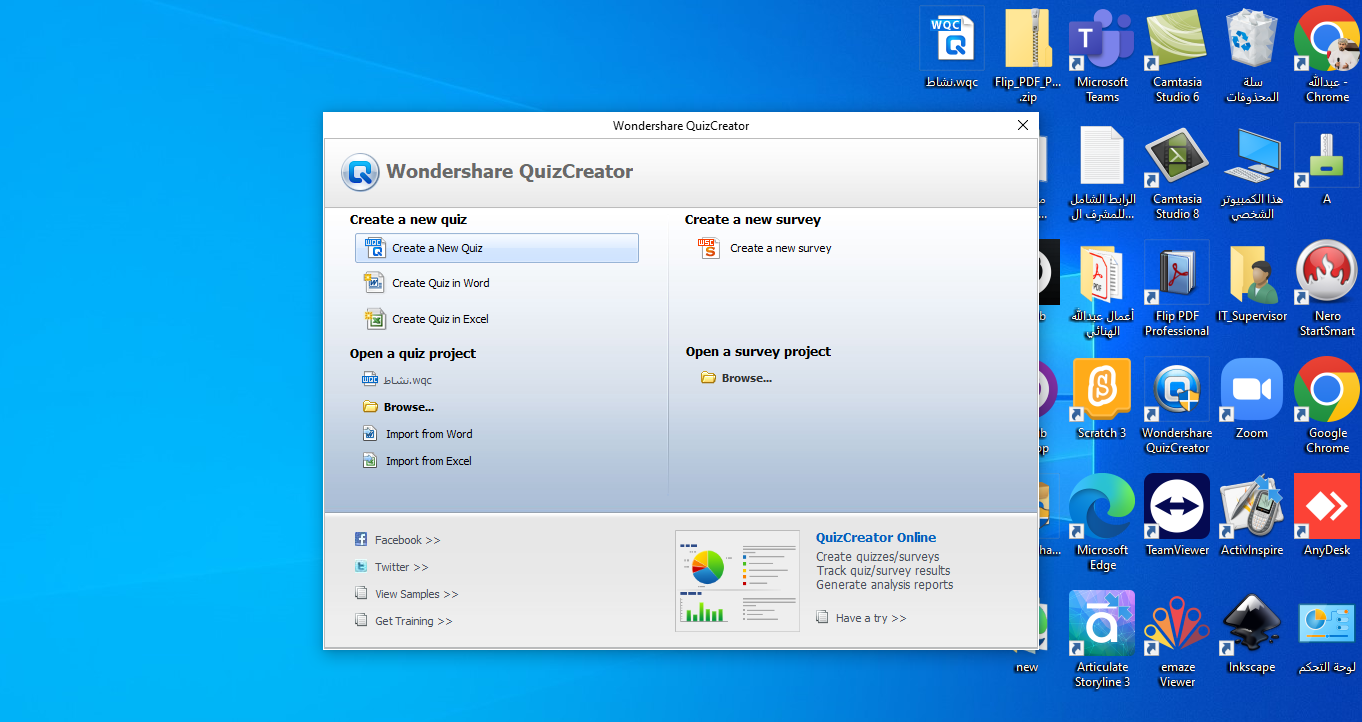 Wondershare QuizCreator
Wondershare QuizCreator
Create a new quiz
Create a New Quiz
Create Quiz in Word
Create Quiz in Excel
Open a quiz project
نشاط.wqc
Browse...
Import from Word
Import from Excel
Create a new survey
Create a new survey
Open a survey project
Browse...
Facebook >>
Twitter >>
View Samples >>
Get Training >>
QuizCreator Online
Create quizzes/surveys
Track quiz/survey results
Generate analysis reports
Have a try >>
WQC
نشاط.wqc
Flip_PDF_P...
.zip
Microsoft
Teams
Camtasia
Studio 6
سلة
المحذوفات
عبدالله -
Chrome
الرابط الشامل
للمشرف ال...
Camtasia
Studio 8
هذا الكمبيوتر
الشخصي
A
PDF
أعمال عبدالله
الهنائي
Flip PDF
Professional
IT_Supervisor
Nero
StartSmart
Scratch 3
Wondershare
QuizCreator
Zoom
Google
Chrome
Microsoft
Edge
TeamViewer
ActivInspire
AnyDesk
new
Articulate
Storyline 3
emaze
Viewer
Inkscape
لوحة التحكم